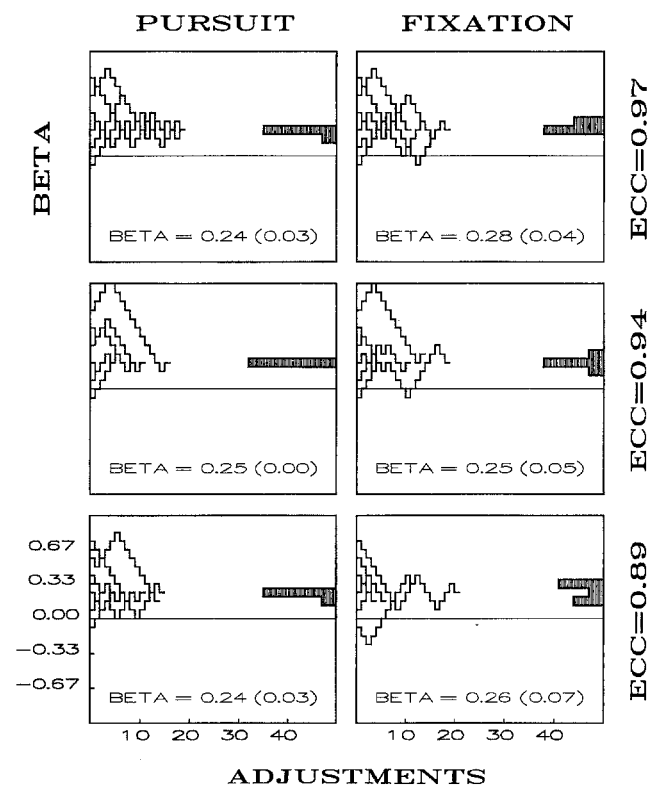 PURSUIT FIXATION
BETA
ECC=0.97
BETA = 0.24 (0.03)
BETA = 0.28 (0.04)
ECC=0.94
BETA = 0.25 (0.00)
BETA = 0.25 (0.05)
ECC=0.89
0.67
0.33
0.00
−0.33
−0.67
BETA = 0.24 (0.03)
BETA = 0.26 (0.07)
10 20 30 40 10 20 30 40
ADJUSTMENTS